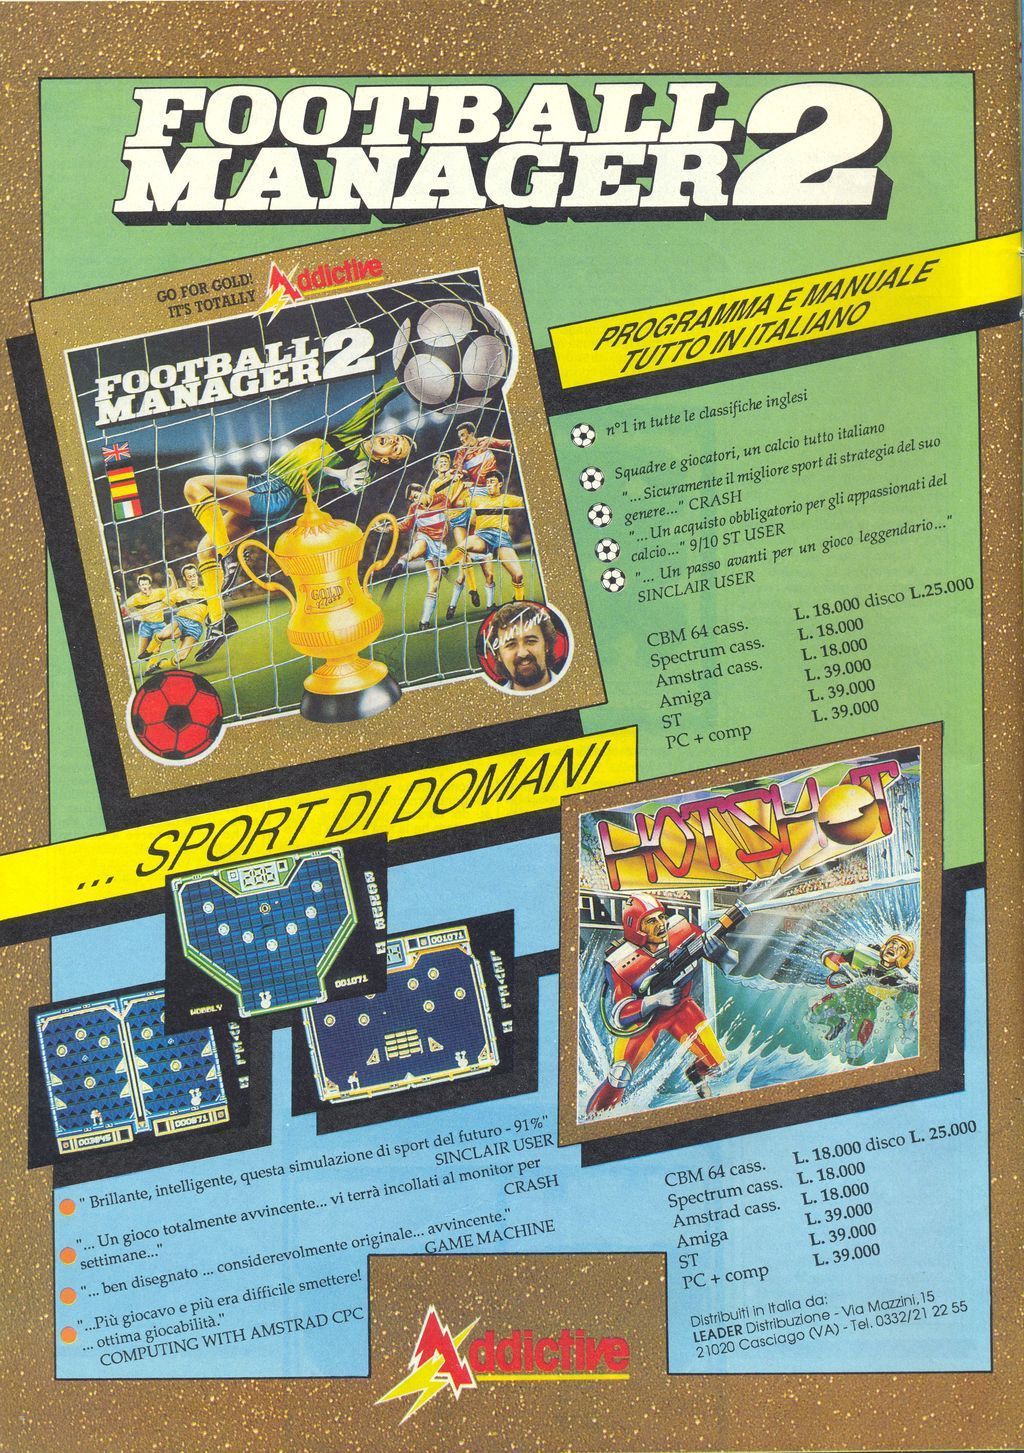 FOOTBALL
MANAGER 2
GO FOR GOLD!
IT'S TOTALLY
Addictive
FOOTBALL
MANAGER 2
GOLD
Kevin Toms
PROGRAMMA E MANUALE
TUTTO IN ITALIANO
n°1 in tutte le classifiche inglesi
Squadre e giocatori, un calcio tutto italiano
"... Sicuramente il migliore sport di strategia del suo
genere..." CRASH
"... Un acquisto obbligatorio per gli appassionati del
calcio..." 9/10 ST USER
"... Un passo avanti per un gioco leggendario..."
SINCLAIR USER
CBM 64 cass. L. 18.000 disco L.25.000
Spectrum cass. L. 18.000
Amstrad cass. L. 18.000
Amiga L. 39.000
ST L. 39.000
PC + comp L. 39.000
... SPORT DI DOMANI
HOTSHOT
WOBBLY
001071
" Brillante, intelligente, questa simulazione di sport del futuro - 91%"
SINCLAIR USER
"... Un gioco totalmente avvincente... vi terrà incollati al monitor per
settimane..."
CRASH
"... ben disegnato ... considerevolmente originale... avvincente."
GAME MACHINE
"...Più giocavo e più era difficile smettere!
... ottima giocabilità."
COMPUTING WITH AMSTRAD CPC
CBM 64 cass. L. 18.000 disco L. 25.000
Spectrum cass. L. 18.000
Amstrad cass. L. 18.000
Amiga L. 39.000
ST L. 39.000
PC + comp L. 39.000
Distribuiti in Italia da:
LEADER Distribuzione - Via Mazzini,15
21020 Casciago (VA) - Tel. 0332/21 22 55
Addictive